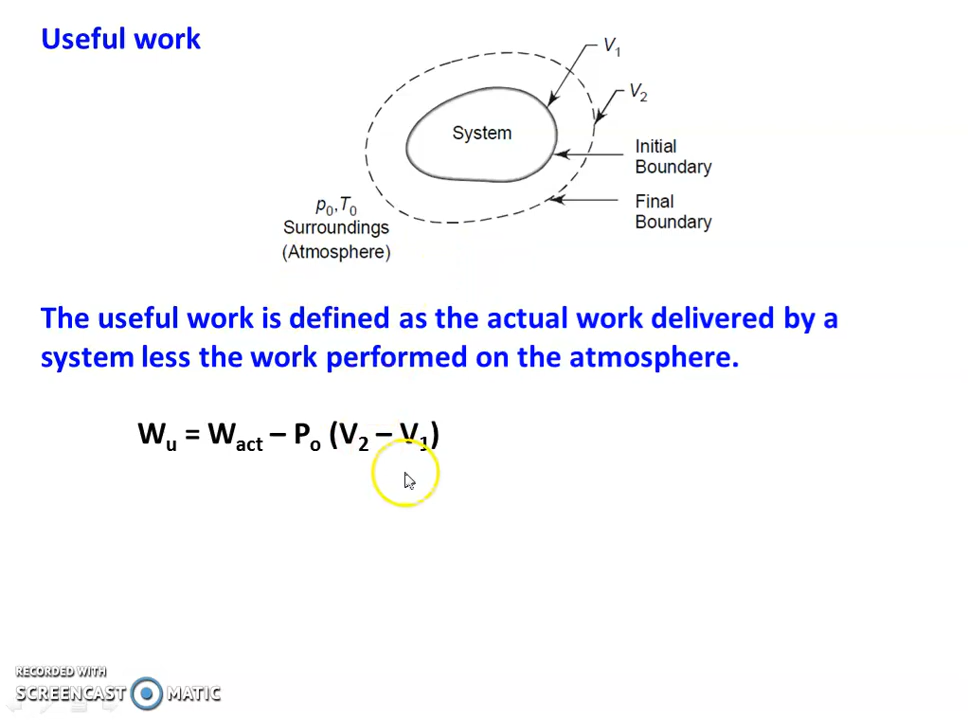 Useful work
V1
V2
System
Initial
Boundary
Final
Boundary
p0,T0
Surroundings
(Atmosphere)
The useful work is defined as the actual work delivered by a
system less the work performed on the atmosphere.
Wu = Wact – Po (V2 – V1)
RECORDED WITH
SCREENCAST MATIC